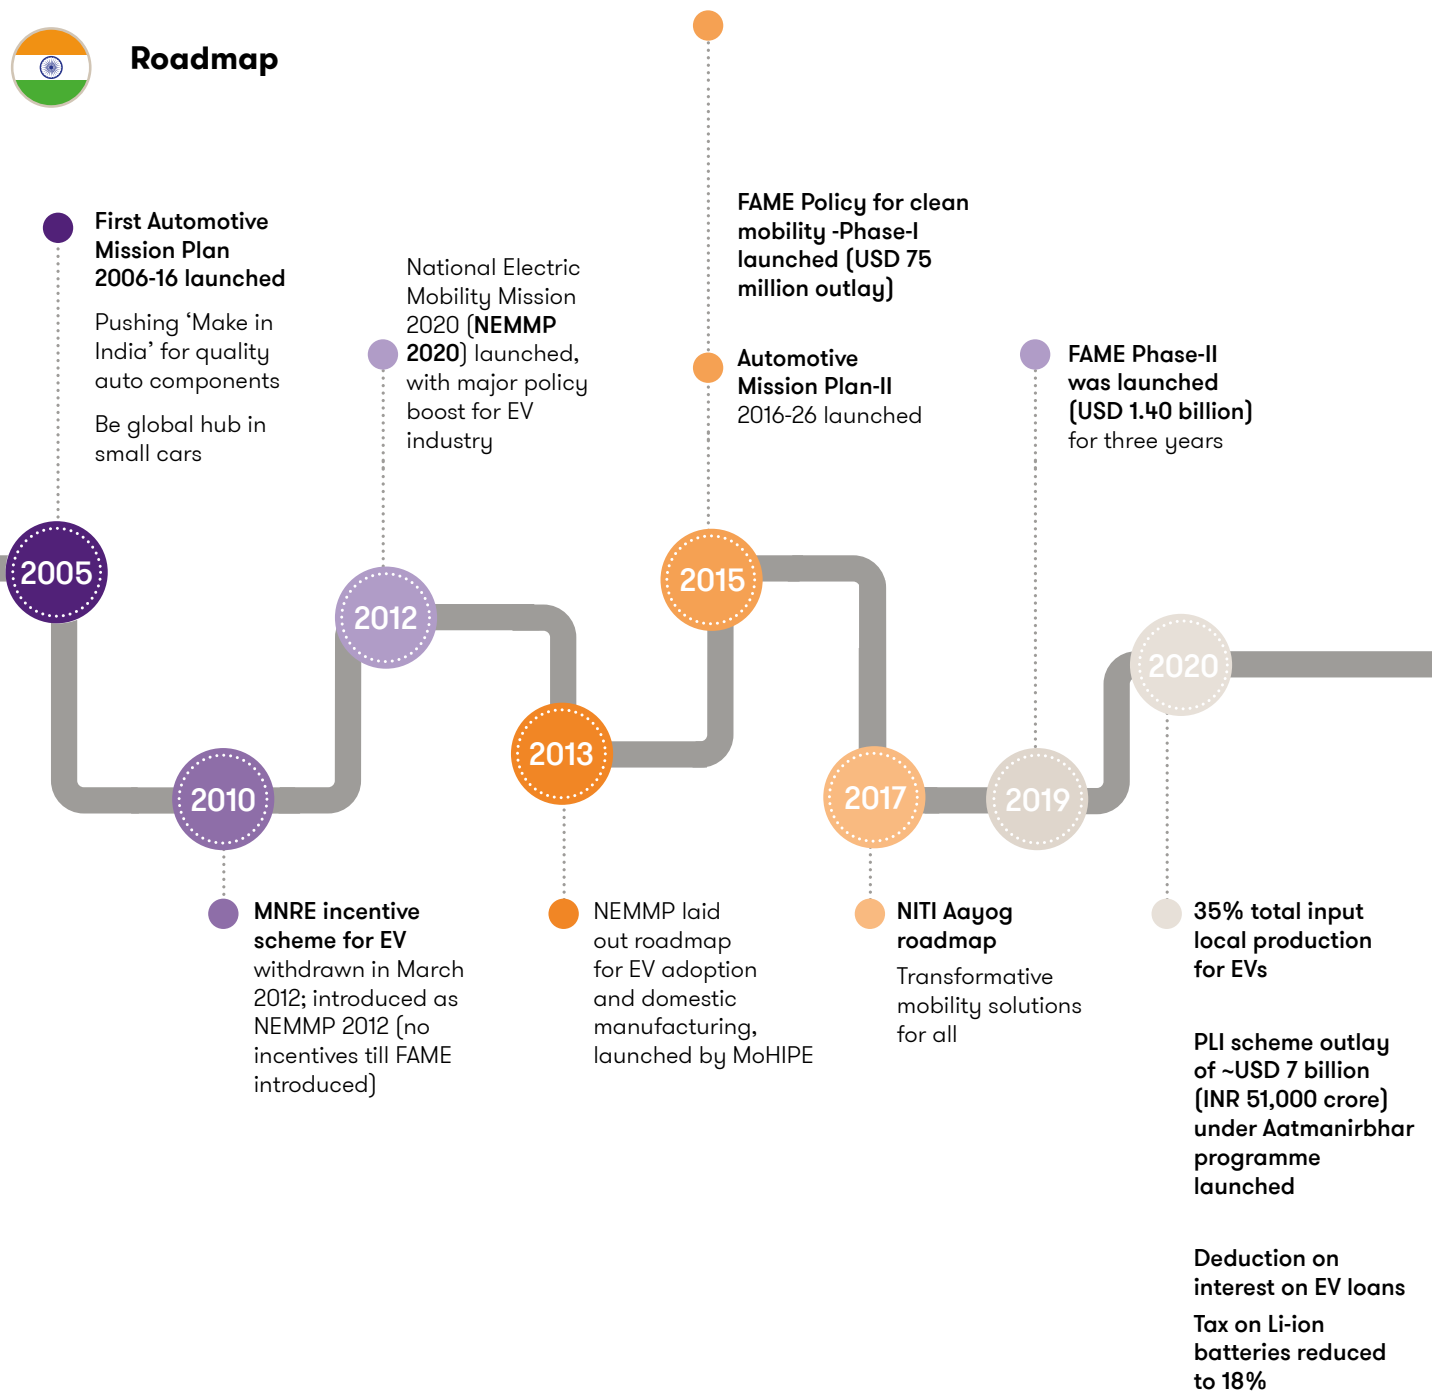 Roadmap
First Automotive
Mission Plan
2006-16 launched
Pushing ‘Make in
India’ for quality
auto components
Be global hub in
small cars
National Electric
Mobility Mission
2020 (NEMMP
2020) launched,
with major policy
boost for EV
industry
FAME Policy for clean
mobility -Phase-I
launched (USD 75
million outlay)
Automotive
Mission Plan-II
2016-26 launched
FAME Phase-II
was launched
(USD 1.40 billion)
for three years
2005
2010
2012
2013
2015
2017
2019
2020
MNRE incentive
scheme for EV
withdrawn in March
2012; introduced as
NEMMP 2012 (no
incentives till FAME
introduced)
NEMMP laid
out roadmap
for EV adoption
and domestic
manufacturing,
launched by MoHIPE
NITI Aayog
roadmap
Transformative
mobility solutions
for all
35% total input
local production
for EVs
PLI scheme outlay
of ~USD 7 billion
(INR 51,000 crore)
under Aatmanirbhar
programme
launched
Deduction on
interest on EV loans
Tax on Li-ion
batteries reduced
to 18%